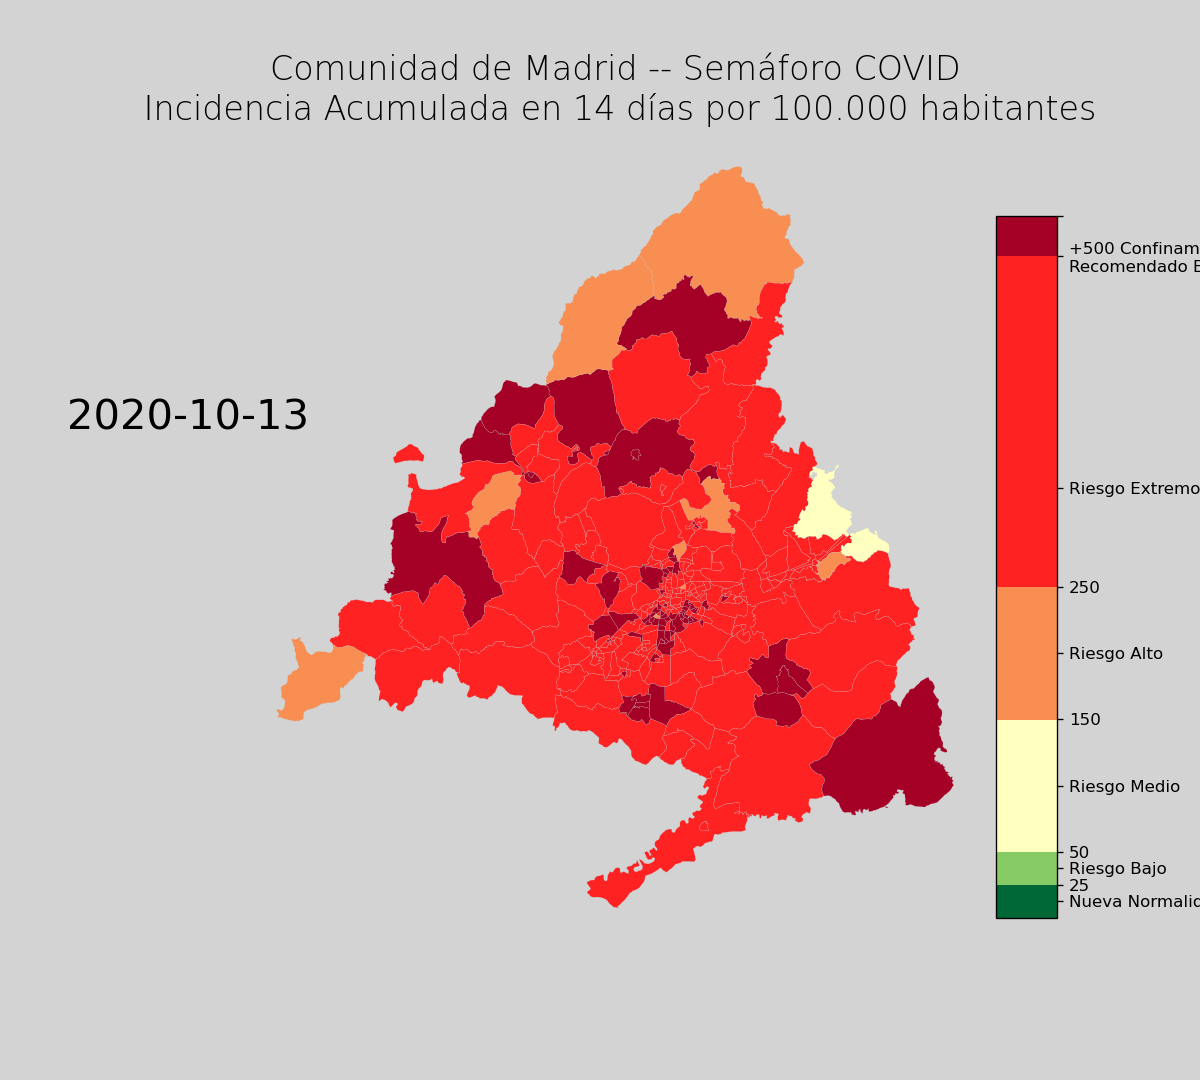 Comunidad de Madrid -- Semáforo COVID
Incidencia Acumulada en 14 días por 100.000 habitantes
2020-10-13
+500 Confinam
Recomendado
Riesgo Extremo
250
Riesgo Alto
150
Riesgo Medio
50
Riesgo Bajo
25
Nueva Normalid